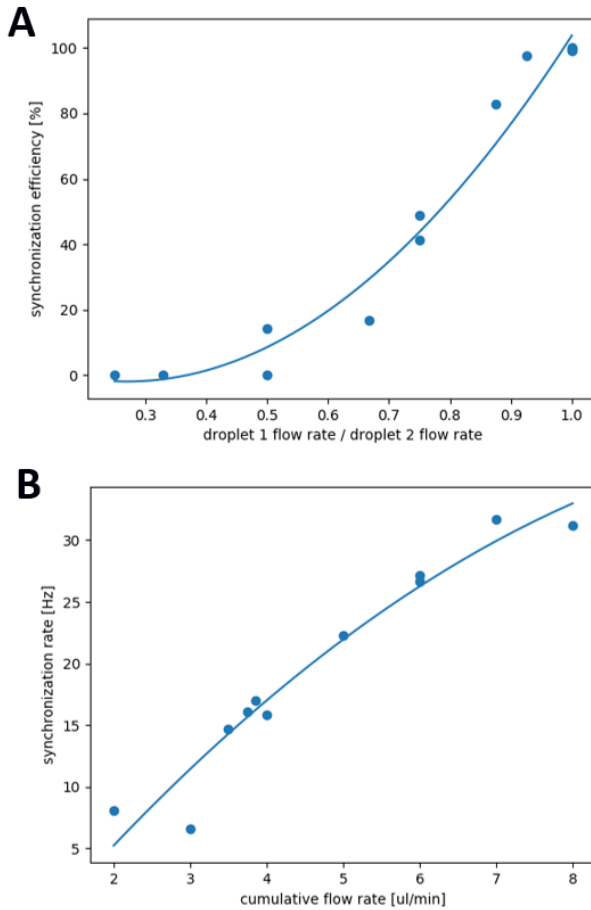 A
100
80
60
40
20
0
synchronization efficiency [%]
0.3 0.4 0.5 0.6 0.7 0.8 0.9 1.0
droplet 1 flow rate / droplet 2 flow rate
B
30
25
20
15
10
5
synchronization rate [Hz]
2 3 4 5 6 7 8
cumulative flow rate [ul/min]